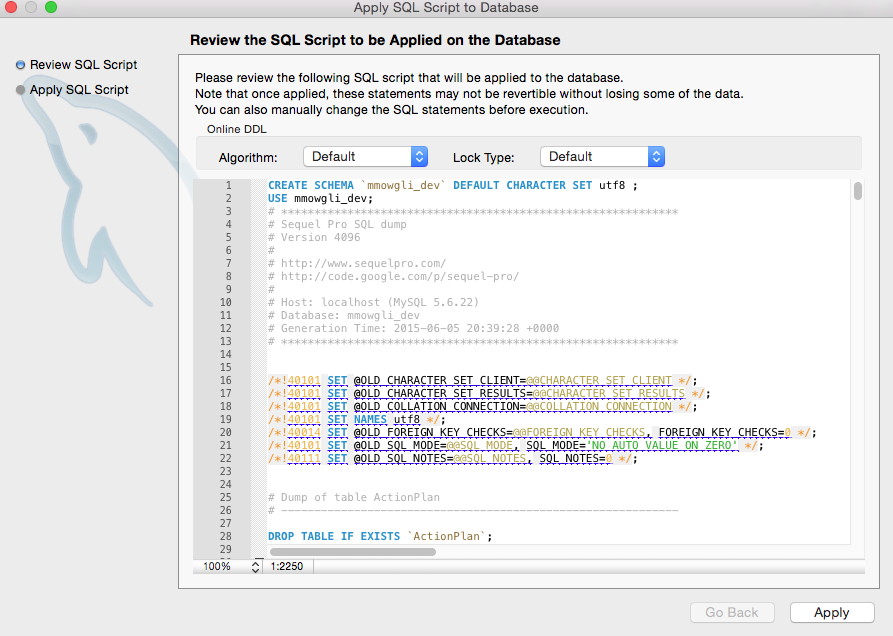 Apply SQL Script to Database
Review the SQL Script to be Applied on the Database
Review SQL Script
Apply SQL Script
Please review the following SQL script that will be applied to the database.
Note that once applied, these statements may not be revertible without losing some of the data.
You can also manually change the SQL statements before execution.
Online DDL
Algorithm: Default Lock Type: Default
1 CREATE SCHEMA `mmowgli_dev` DEFAULT CHARACTER SET utf8 ;
2 USE mmowgli_dev;
3 # ************************************************************
4 # Sequel Pro SQL dump
5 # Version 4096
6 #
7 # http://www.sequelpro.com/
8 # http://code.google.com/p/sequel-pro/
9 #
10 # Host: localhost (MySQL 5.6.22)
11 # Database: mmowgli_dev
12 # Generation Time: 2015-06-05 20:39:28 +0000
13 # ************************************************************
14
15
16 /*!40101 SET @OLD_CHARACTER_SET_CLIENT=@@CHARACTER_SET_CLIENT */;
17 /*!40101 SET @OLD_CHARACTER_SET_RESULTS=@@CHARACTER_SET_RESULTS */;
18 /*!40101 SET @OLD_COLLATION_CONNECTION=@@COLLATION_CONNECTION */;
19 /*!40101 SET NAMES utf8 */;
20 /*!40014 SET @OLD_FOREIGN_KEY_CHECKS=@@FOREIGN_KEY_CHECKS, FOREIGN_KEY_CHECKS=0 */;
21 /*!40101 SET @OLD_SQL_MODE=@@SQL_MODE, SQL_MODE='NO_AUTO_VALUE_ON_ZERO' */;
22 /*!40111 SET @OLD_SQL_NOTES=@@SQL_NOTES, SQL_NOTES=0 */;
23
24
25 # Dump of table ActionPlan
26 # ------------------------------------------------------------
27
28 DROP TABLE IF EXISTS `ActionPlan`;
29
100% 1:2250
Go Back Apply